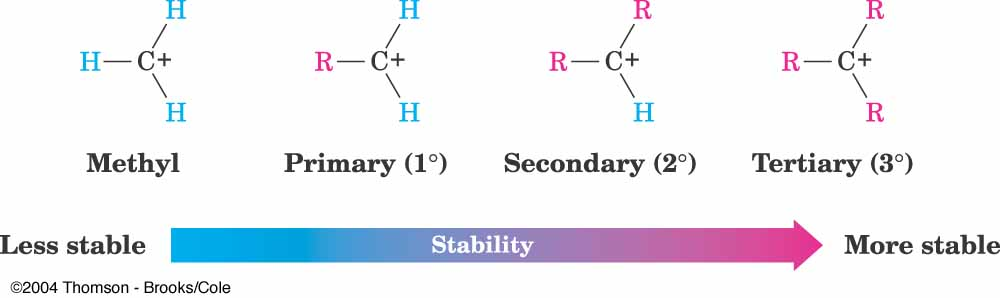 H H R R
H—C+ R—C+ R—C+ R—C+
H H H R
Methyl Primary (1°) Secondary (2°) Tertiary (3°)
Less stable Stability More stable
©2004 Thomson - Brooks/Cole